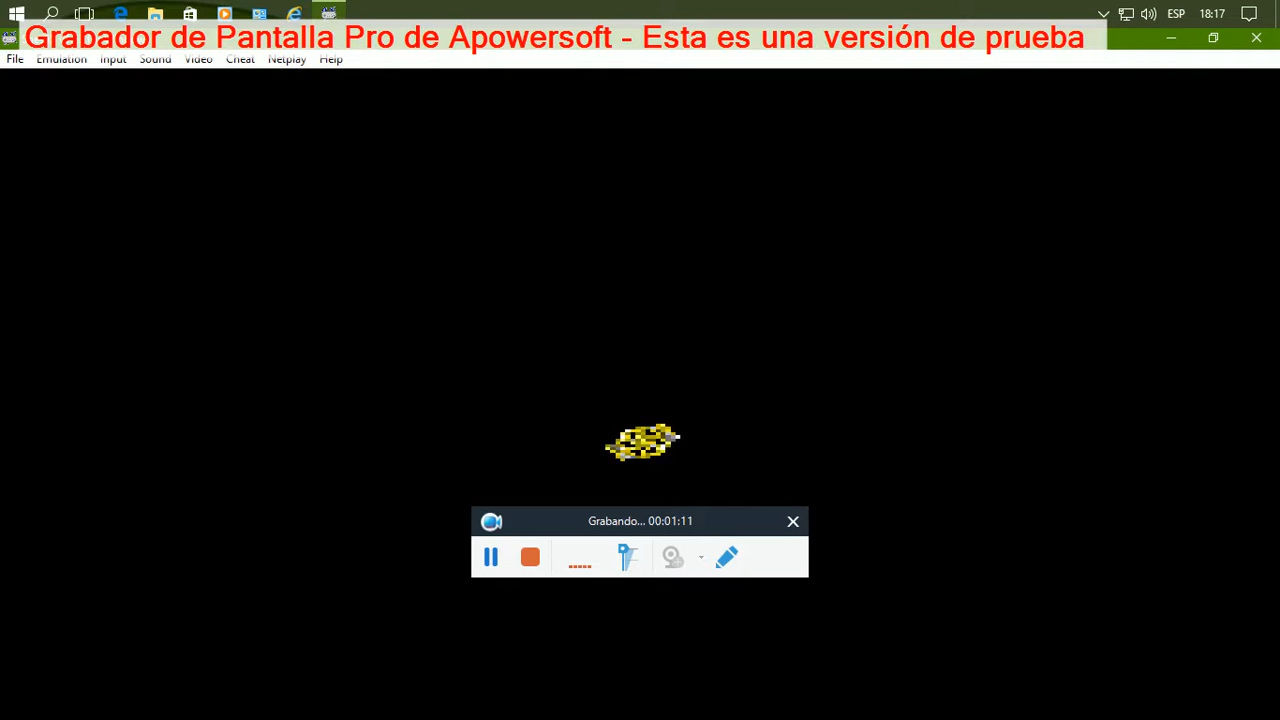 ESP 18:17
Grabador de Pantalla Pro de Apowersoft - Esta es una versión de prueba
File Emulation Input Sound Video Cheat Netplay Help
Grabando... 00:01:11